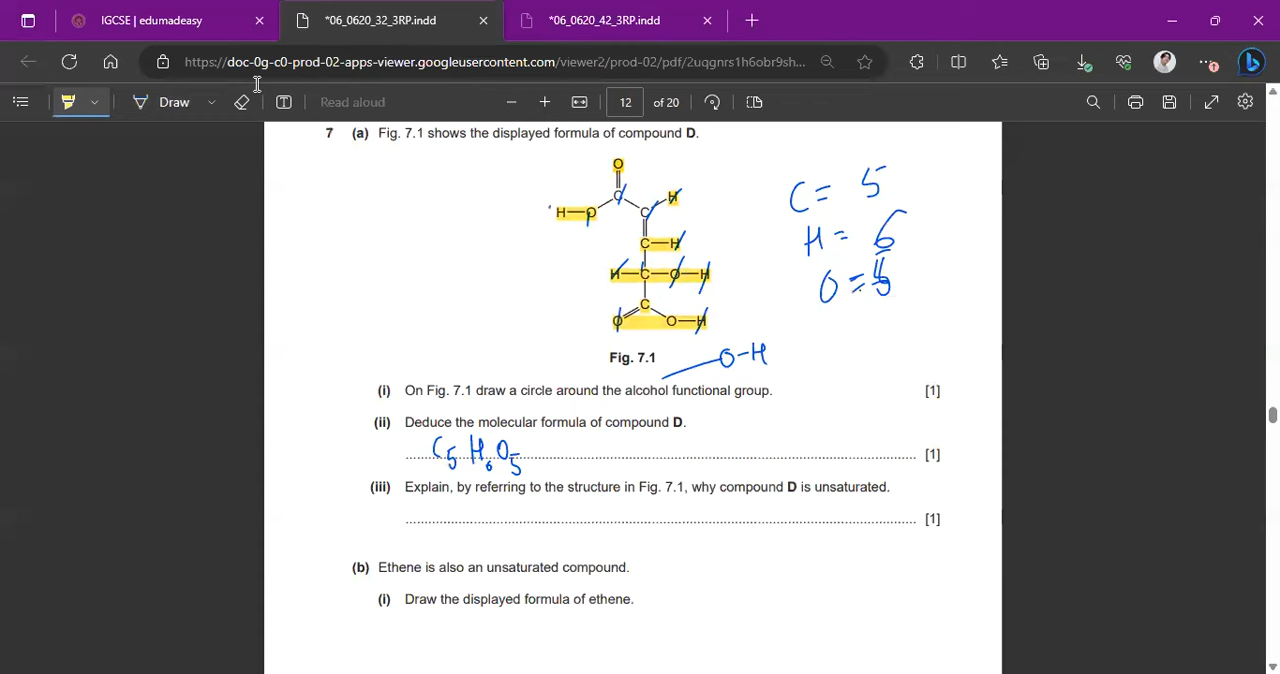 IGCSE | edumadeasy
*06_0620_32_3RP.indd
*06_0620_42_3RP.indd
https://doc-0g-c0-prod-02-apps-viewer.googleusercontent.com/viewer2/prod-02/pdf/2uqgnrs1h6obr9sh...
Draw
Read aloud
12 of 20
7 (a) Fig. 7.1 shows the displayed formula of compound D.
O
C H
H O C
C H
H C O H
C
O O H
C = 5
H = 6
O =
Fig. 7.1
O-H
(i) On Fig. 7.1 draw a circle around the alcohol functional group. [1]
(ii) Deduce the molecular formula of compound D.
C5 H6 O5 [1]
(iii) Explain, by referring to the structure in Fig. 7.1, why compound D is unsaturated.
[1]
(b) Ethene is also an unsaturated compound.
(i) Draw the displayed formula of ethene.